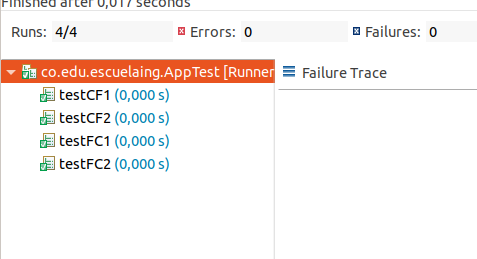 Finished after 0,017 seconds
Runs: 4/4 Errors: 0 Failures: 0
co.edu.escuelaing.AppTest [Runner
Failure Trace
testCF1 (0,000 s)
testCF2 (0,000 s)
testFC1 (0,000 s)
testFC2 (0,000 s)